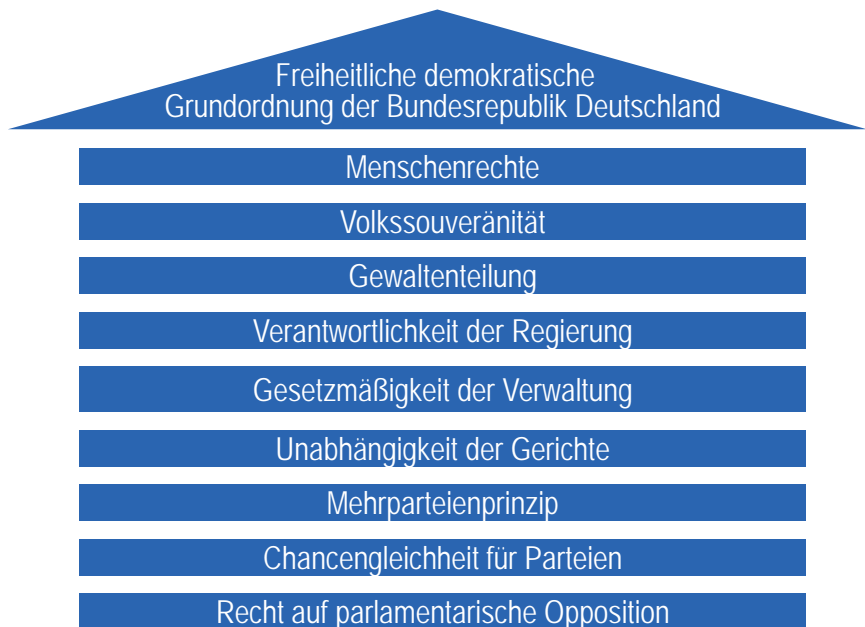 Freiheitliche demokratische
Grundordnung der Bundesrepublik Deutschland
Menschenrechte
Volkssouveränität
Gewaltenteilung
Verantwortlichkeit der Regierung
Gesetzmäßigkeit der Verwaltung
Unabhängigkeit der Gerichte
Mehrparteienprinzip
Chancengleichheit für Parteien
Recht auf parlamentarische Opposition